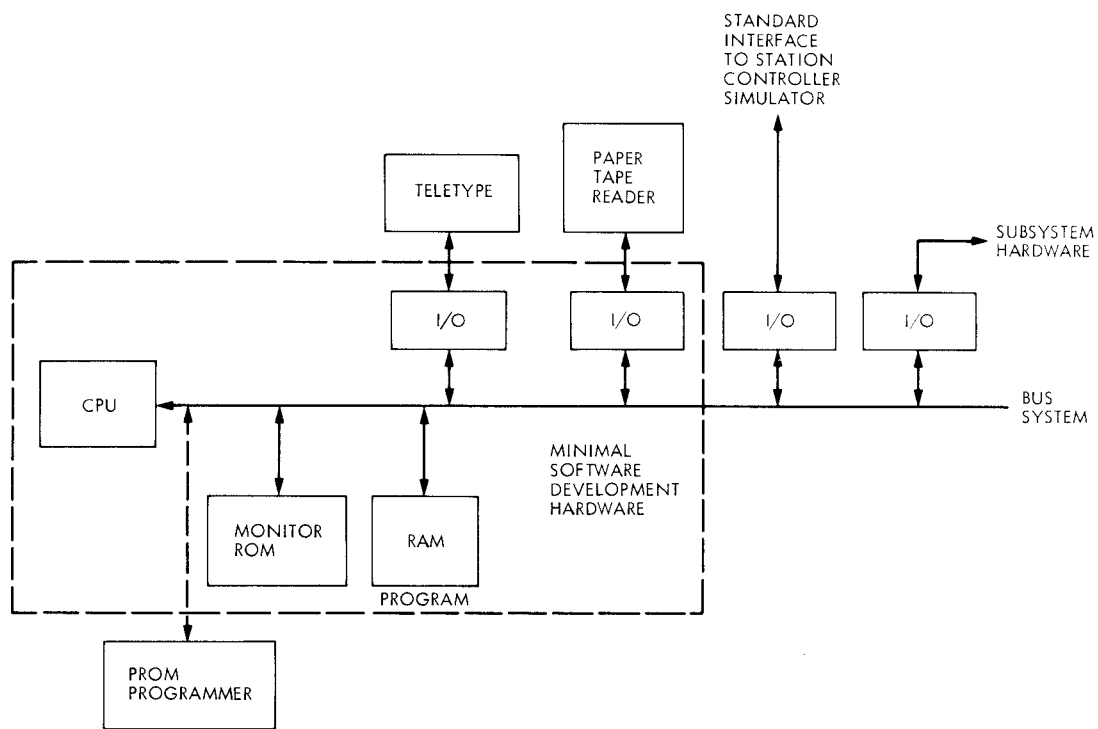 STANDARD
INTERFACE
TO STATION
CONTROLLER
SIMULATOR
PAPER
TAPE
READER
TELETYPE
SUBSYSTEM
HARDWARE
I/O
I/O
I/O
I/O
CPU
BUS
SYSTEM
MINIMAL
SOFTWARE
DEVELOPMENT
HARDWARE
MONITOR
ROM
RAM
PROGRAM
PROM
PROGRAMMER